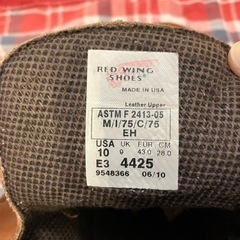 RED WING
SHOES
MADE IN USA
Leather Upper
ASTM F 2413-05
M/I/75/C/75
EH
USA UK EUR CM
10 9 43.0 28.0
E3 4425
9548366 06/10